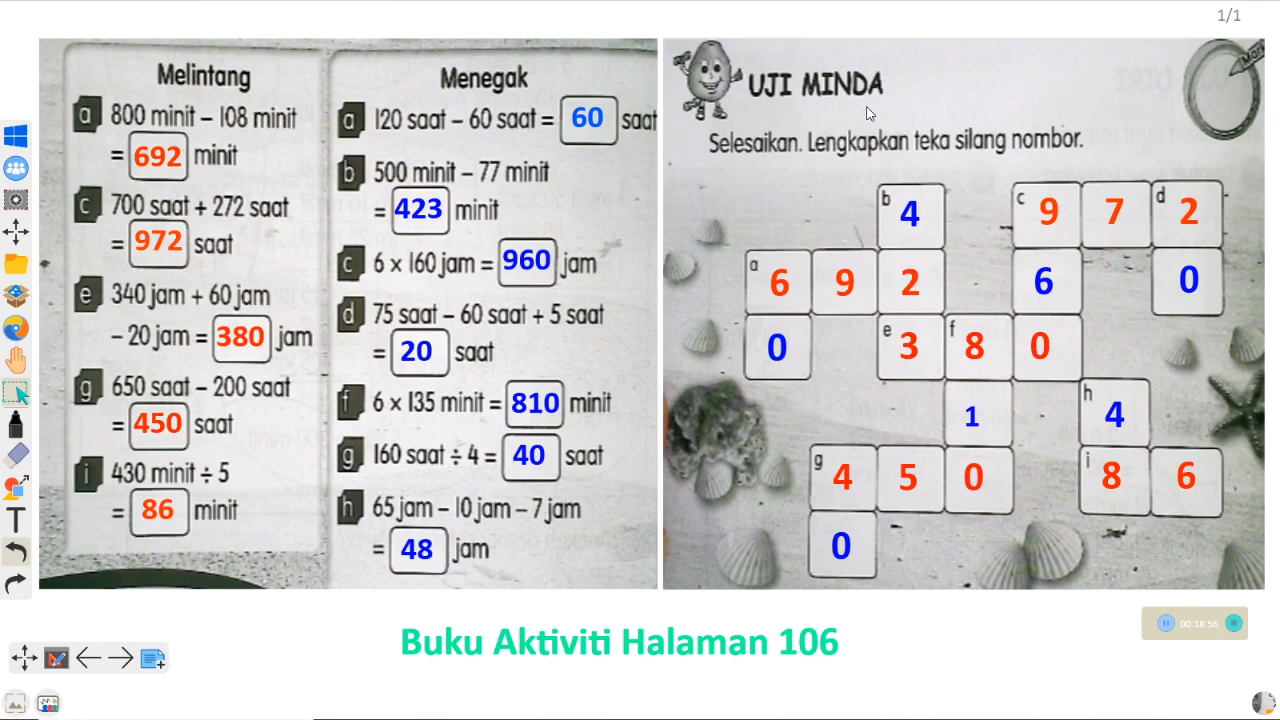 1/1
Melintang
a 800 minit – 108 minit
= 692 minit
c 700 saat + 272 saat
= 972 saat
e 340 jam + 60 jam
– 20 jam = 380 jam
g 650 saat – 200 saat
= 450 saat
i 430 minit ÷ 5
= 86 minit
Menegak
a 120 saat – 60 saat = 60 saat
b 500 minit – 77 minit
= 423 minit
c 6 × 160 jam = 960 jam
d 75 saat – 60 saat + 5 saat
= 20 saat
f 6 × 135 minit = 810 minit
g 160 saat ÷ 4 = 40 saat
h 65 jam – 10 jam – 7 jam
= 48 jam
UJI MINDA
Selesaikan. Lengkapkan teka silang nombor.
b 4 c 9 7 d 2
a 6 9 2 6 0
0 e 3 f 8 0
1 h 4
g 4 5 0 i 8 6
0
Buku Aktiviti Halaman 106
00:18:56
T